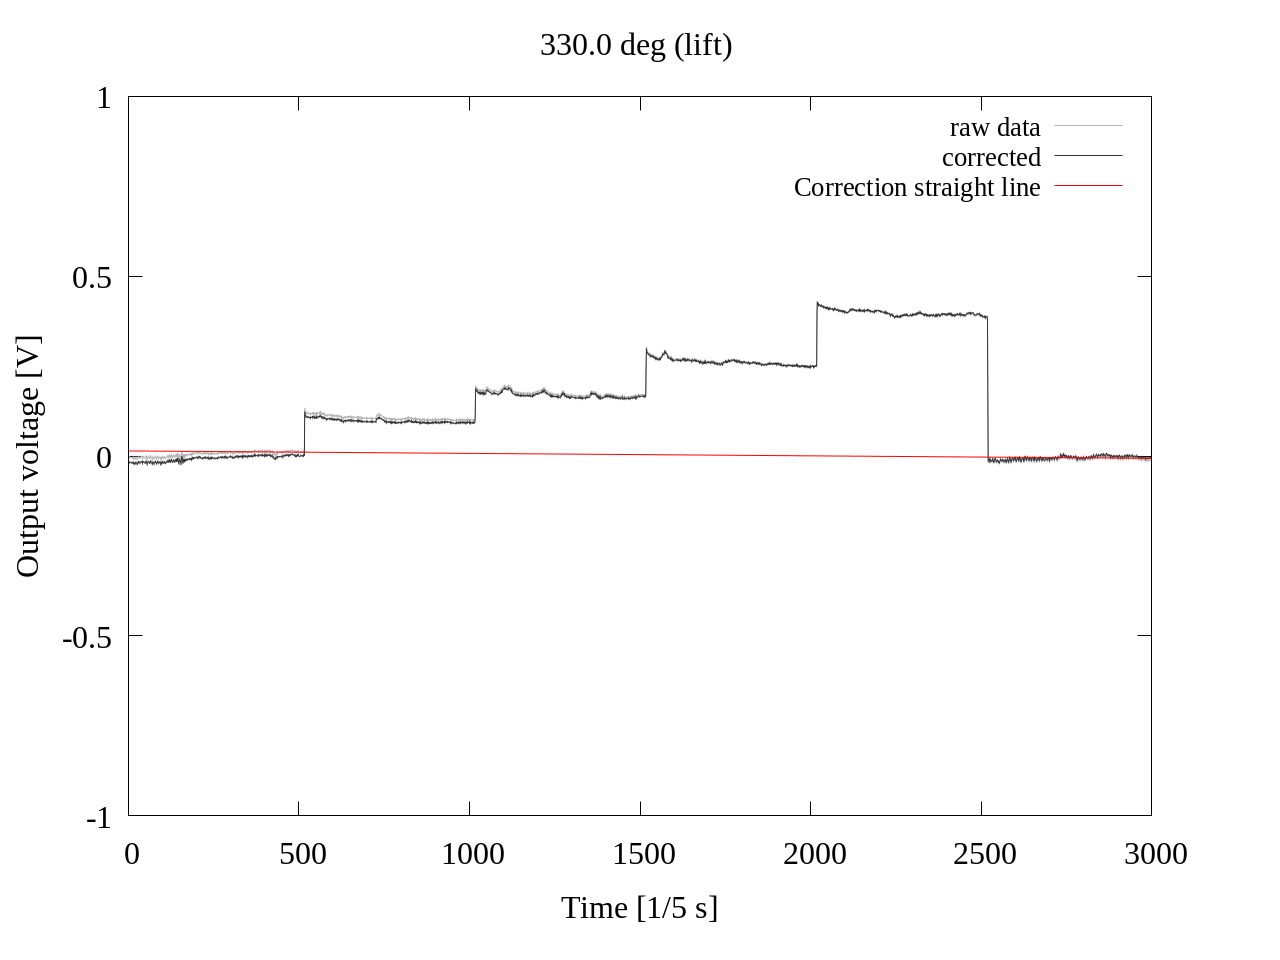 330.0 deg (lift)
raw data
corrected
Correction straight line
Output voltage [V]
1
0.5
0
-0.5
-1
0 500 1000 1500 2000 2500 3000
Time [1/5 s]